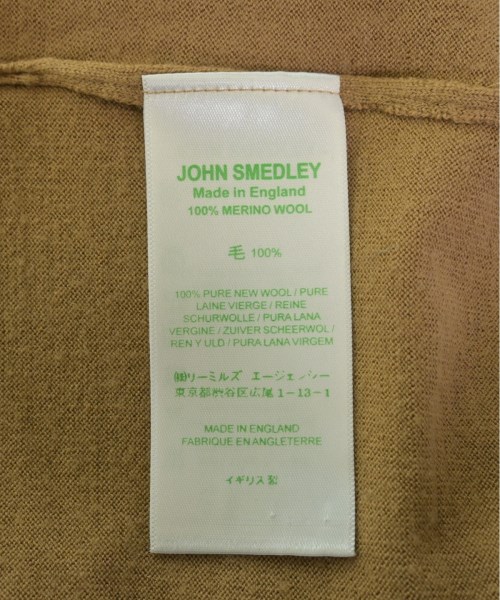 JOHN SMEDLEY
Made in England
100% MERINO WOOL
毛 100%
100% PURE NEW WOOL / PURE
LAINE VIERGE / REINE
SCHURWOLLE / PURA LANA
VERGINE / ZUIVER SCHEERWOL /
REN Y ULD / PURA LANA VIRGEM
㈱リーミルズ エージェンシー
東京都渋谷区広尾1-13-1
MADE IN ENGLAND
FABRIQUE EN ANGLETERRE
イギリス製